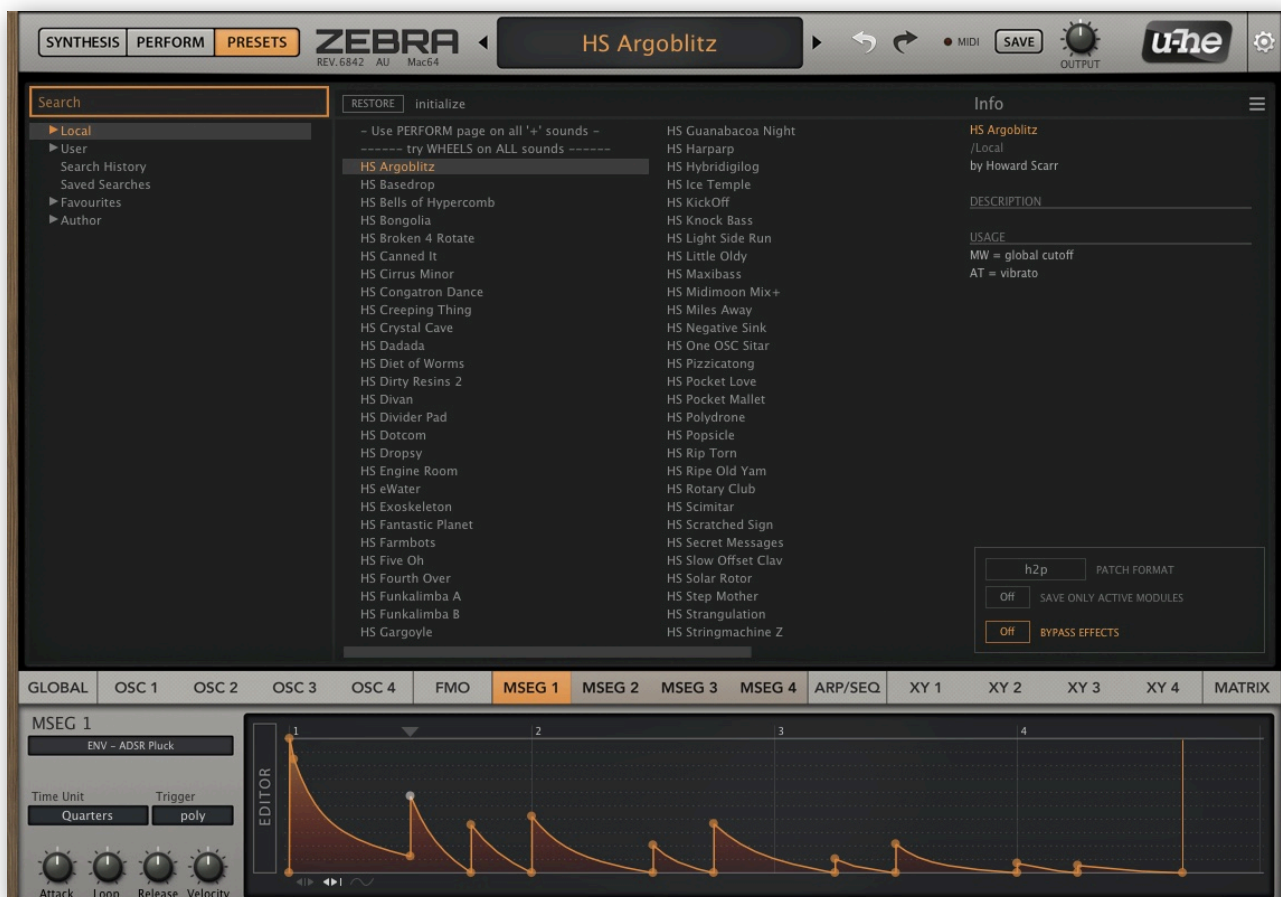 SYNTHESIS PERFORM PRESETS ZEBRA HS Argoblitz MIDI SAVE u-he
REV.6842 AU Mac64 OUTPUT
Search
RESTORE initialize
Info
Local
User
Search History
Saved Searches
Favourites
Author
- Use PERFORM page on all '+' sounds -
------ try WHEELS on ALL sounds ------
HS Argoblitz
HS Basedrop
HS Bells of Hypercomb
HS Bongolia
HS Broken 4 Rotate
HS Canned It
HS Cirrus Minor
HS Congatron Dance
HS Creeping Thing
HS Crystal Cave
HS Dadada
HS Diet of Worms
HS Dirty Resins 2
HS Divan
HS Divider Pad
HS Dotcom
HS Dropsy
HS Engine Room
HS eWater
HS Exoskeleton
HS Fantastic Planet
HS Farmbots
HS Five Oh
HS Fourth Over
HS Funkalimba A
HS Funkalimba B
HS Gargoyle
HS Guanabacoa Night
HS Harparp
HS Hybridigilog
HS Ice Temple
HS KickOff
HS Knock Bass
HS Light Side Run
HS Little Oldy
HS Maxibass
HS Midimoon Mix+
HS Miles Away
HS Negative Sink
HS One OSC Sitar
HS Pizzicatong
HS Pocket Love
HS Pocket Mallet
HS Polydrone
HS Popsicle
HS Rip Torn
HS Ripe Old Yam
HS Rotary Club
HS Scimitar
HS Scratched Sign
HS Secret Messages
HS Slow Offset Clav
HS Solar Rotor
HS Step Mother
HS Strangulation
HS Stringmachine Z
HS Argoblitz
/Local
by Howard Scarr
DESCRIPTION
USAGE
MW = global cutoff
AT = vibrato
h2p PATCH FORMAT
Off SAVE ONLY ACTIVE MODULES
Off BYPASS EFFECTS
GLOBAL OSC 1 OSC 2 OSC 3 OSC 4 FMO MSEG 1 MSEG 2 MSEG 3 MSEG 4 ARP/SEQ XY 1 XY 2 XY 3 XY 4 MATRIX
MSEG 1
ENV - ADSR Pluck
Time Unit Trigger
Quarters poly
Attack Loop Release Velocity
EDITOR
1 2 3 4